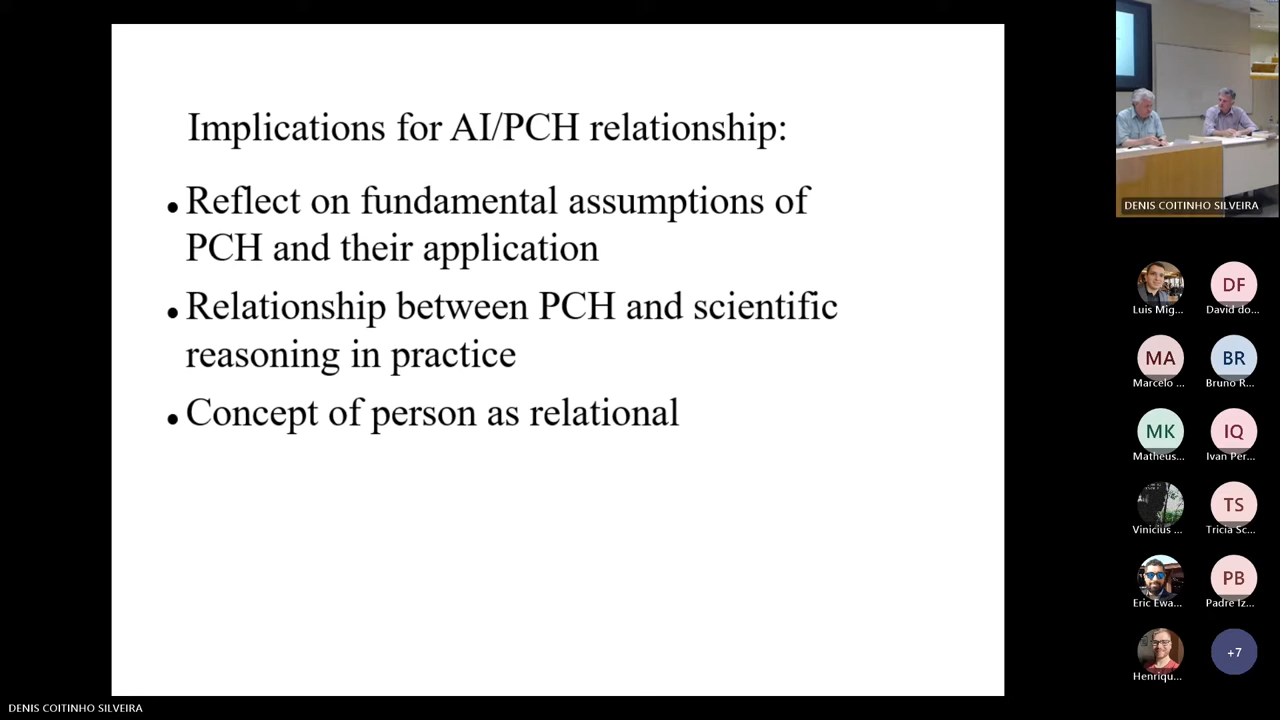 Implications for AI/PCH relationship:
• Reflect on fundamental assumptions of
PCH and their application
• Relationship between PCH and scientific
reasoning in practice
• Concept of person as relational
DENIS COITINHO SILVEIRA
Luis Mig...
DF
David do...
MA
Marcelo ...
BR
Bruno R...
MK
Matheus...
IQ
Ivan Per...
Vinicius ...
TS
Tricia Sc...
Eric Ewa...
PB
Padre Iz...
Henriqu...
+7
DENIS COITINHO SILVEIRA